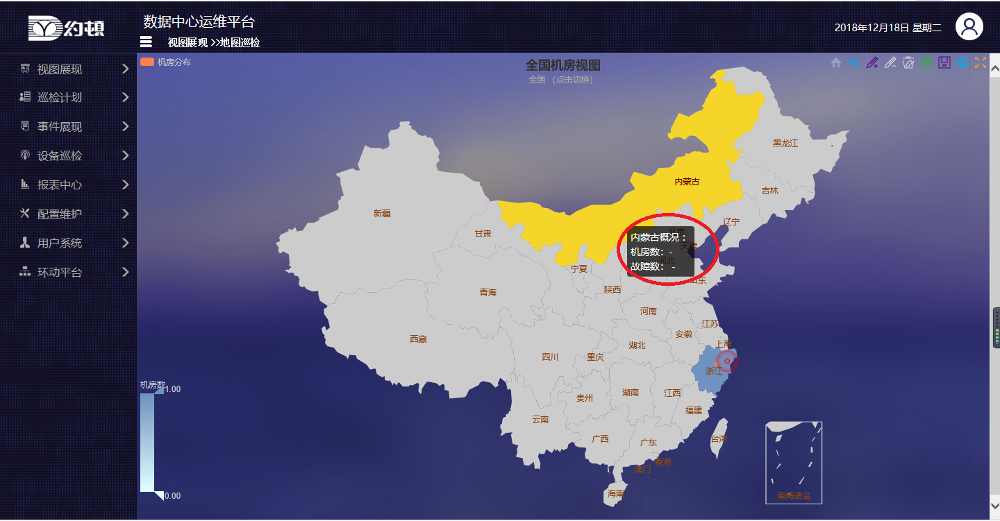 约顿
数据中心运维平台
视图展现 >>地图巡检
2018年12月18日 星期二
视图展现
巡检计划
事件展现
设备巡检
报表中心
配置维护
用户系统
环动平台
机房分布
全国机房视图
全国 (点击切换)
黑龙江
内蒙古
吉林
新疆
辽宁
甘肃
北京
内蒙古概况 :
天津
机房数: -
河北
故障数: -
宁夏
山东
陕西
青海
河南
江苏
安徽
西藏
上海
湖北
四川
重庆
浙江
机房数
1.00
湖南
江西
贵州
福建
云南
广西
台湾
广东
香港
澳门
海南
南海诸岛
0.00